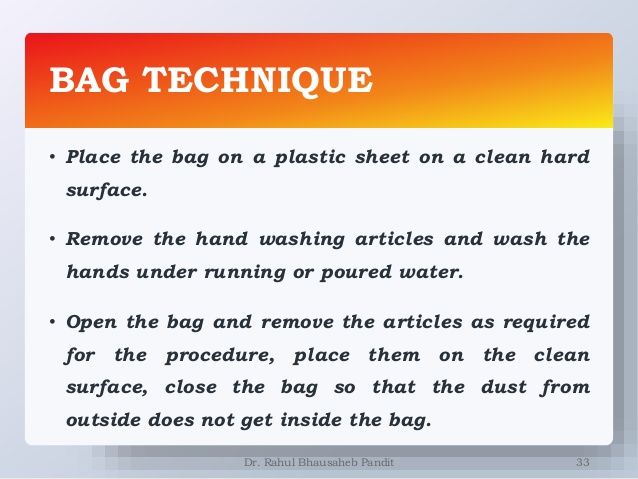 BAG TECHNIQUE
• Place the bag on a plastic sheet on a clean hard
surface.
• Remove the hand washing articles and wash the
hands under running or poured water.
• Open the bag and remove the articles as required
for the procedure, place them on the clean
surface, close the bag so that the dust from
outside does not get inside the bag.
Dr. Rahul Bhausaheb Pandit 33